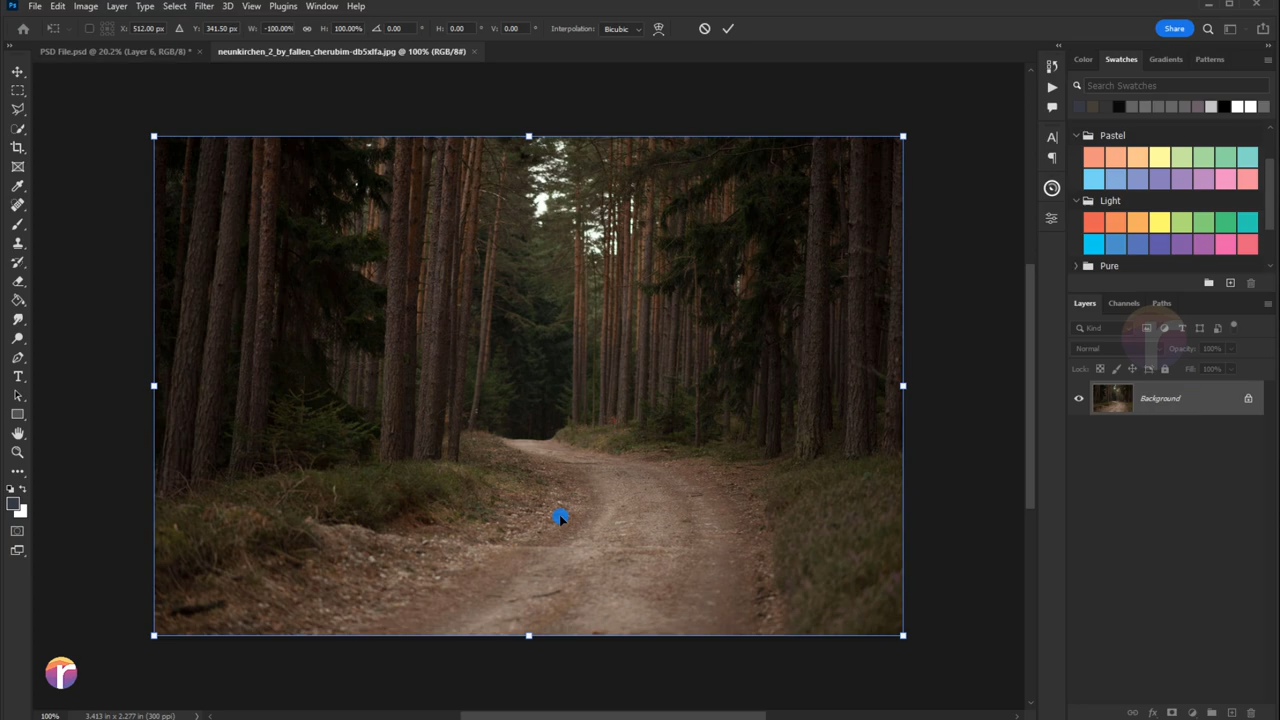 Ps File Edit Image Layer Type Select Filter 3D View Plugins Window Help
X: 512.00 px Y: 341.50 px W: -100.00% H: 100.00% 0.00 H: 0.00 V: 0.00 Interpolation: Bicubic Share
PSD File.psd @ 20.2% (Layer 6, RGB/8) * × neunkirchen_2_by_fallen_cherubim-db5xlfa.jpg @ 100% (RGB/8#) ×
Color Swatches Gradients Patterns
Search Swatches
Pastel
Light
Pure
Layers Channels Paths
Kind
Normal Opacity: 100%
Lock: Fill: 100%
Background
100% 3.413 in x 2.277 in (300 ppi)